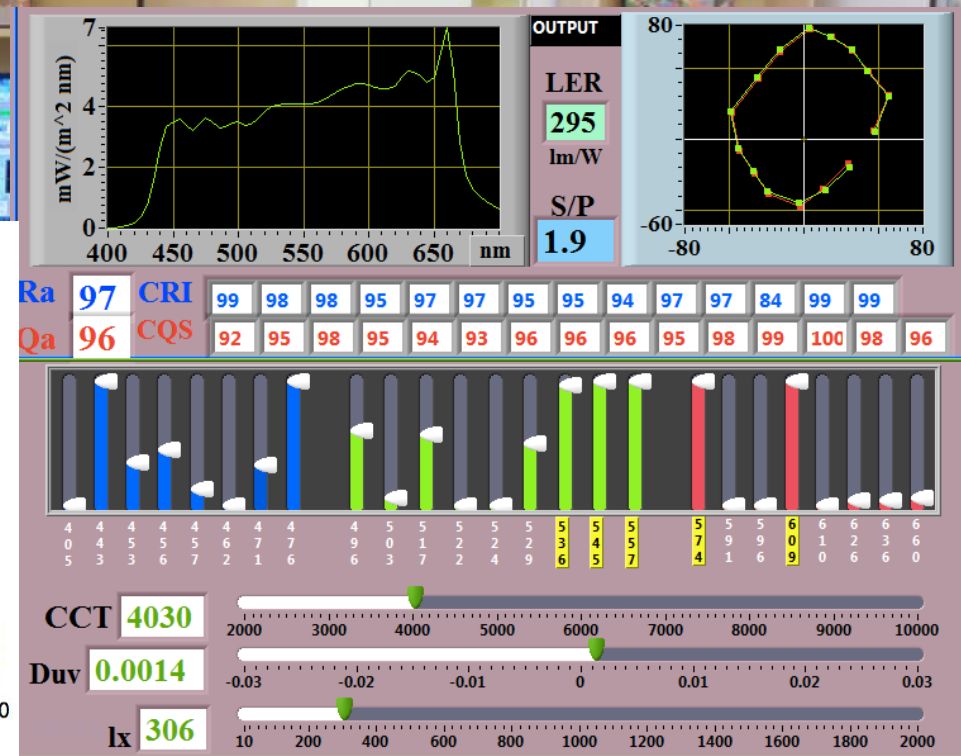 7
4
2
0
mW/(m^2 nm)
400 450 500 550 600 650 nm
OUTPUT
LER
295
lm/W
S/P
1.9
80
-60
-80 80
Ra 97 CRI 99 98 98 95 97 97 95 95 94 97 97 84 99 99
Qa 96 CQS 92 95 98 95 94 93 96 96 96 95 98 99 100 98 96
405 443 453 456 457 462 471 476 496 503 517 522 524 529 536 545 557 574 591 596 609 610 626 636 660
CCT 4030
2000 3000 4000 5000 6000 7000 8000 9000 10000
Duv 0.0014
-0.03 -0.02 -0.01 0 0.01 0.02 0.03
0
lx 306
10 200 400 600 800 1000 1200 1400 1600 1800 2000